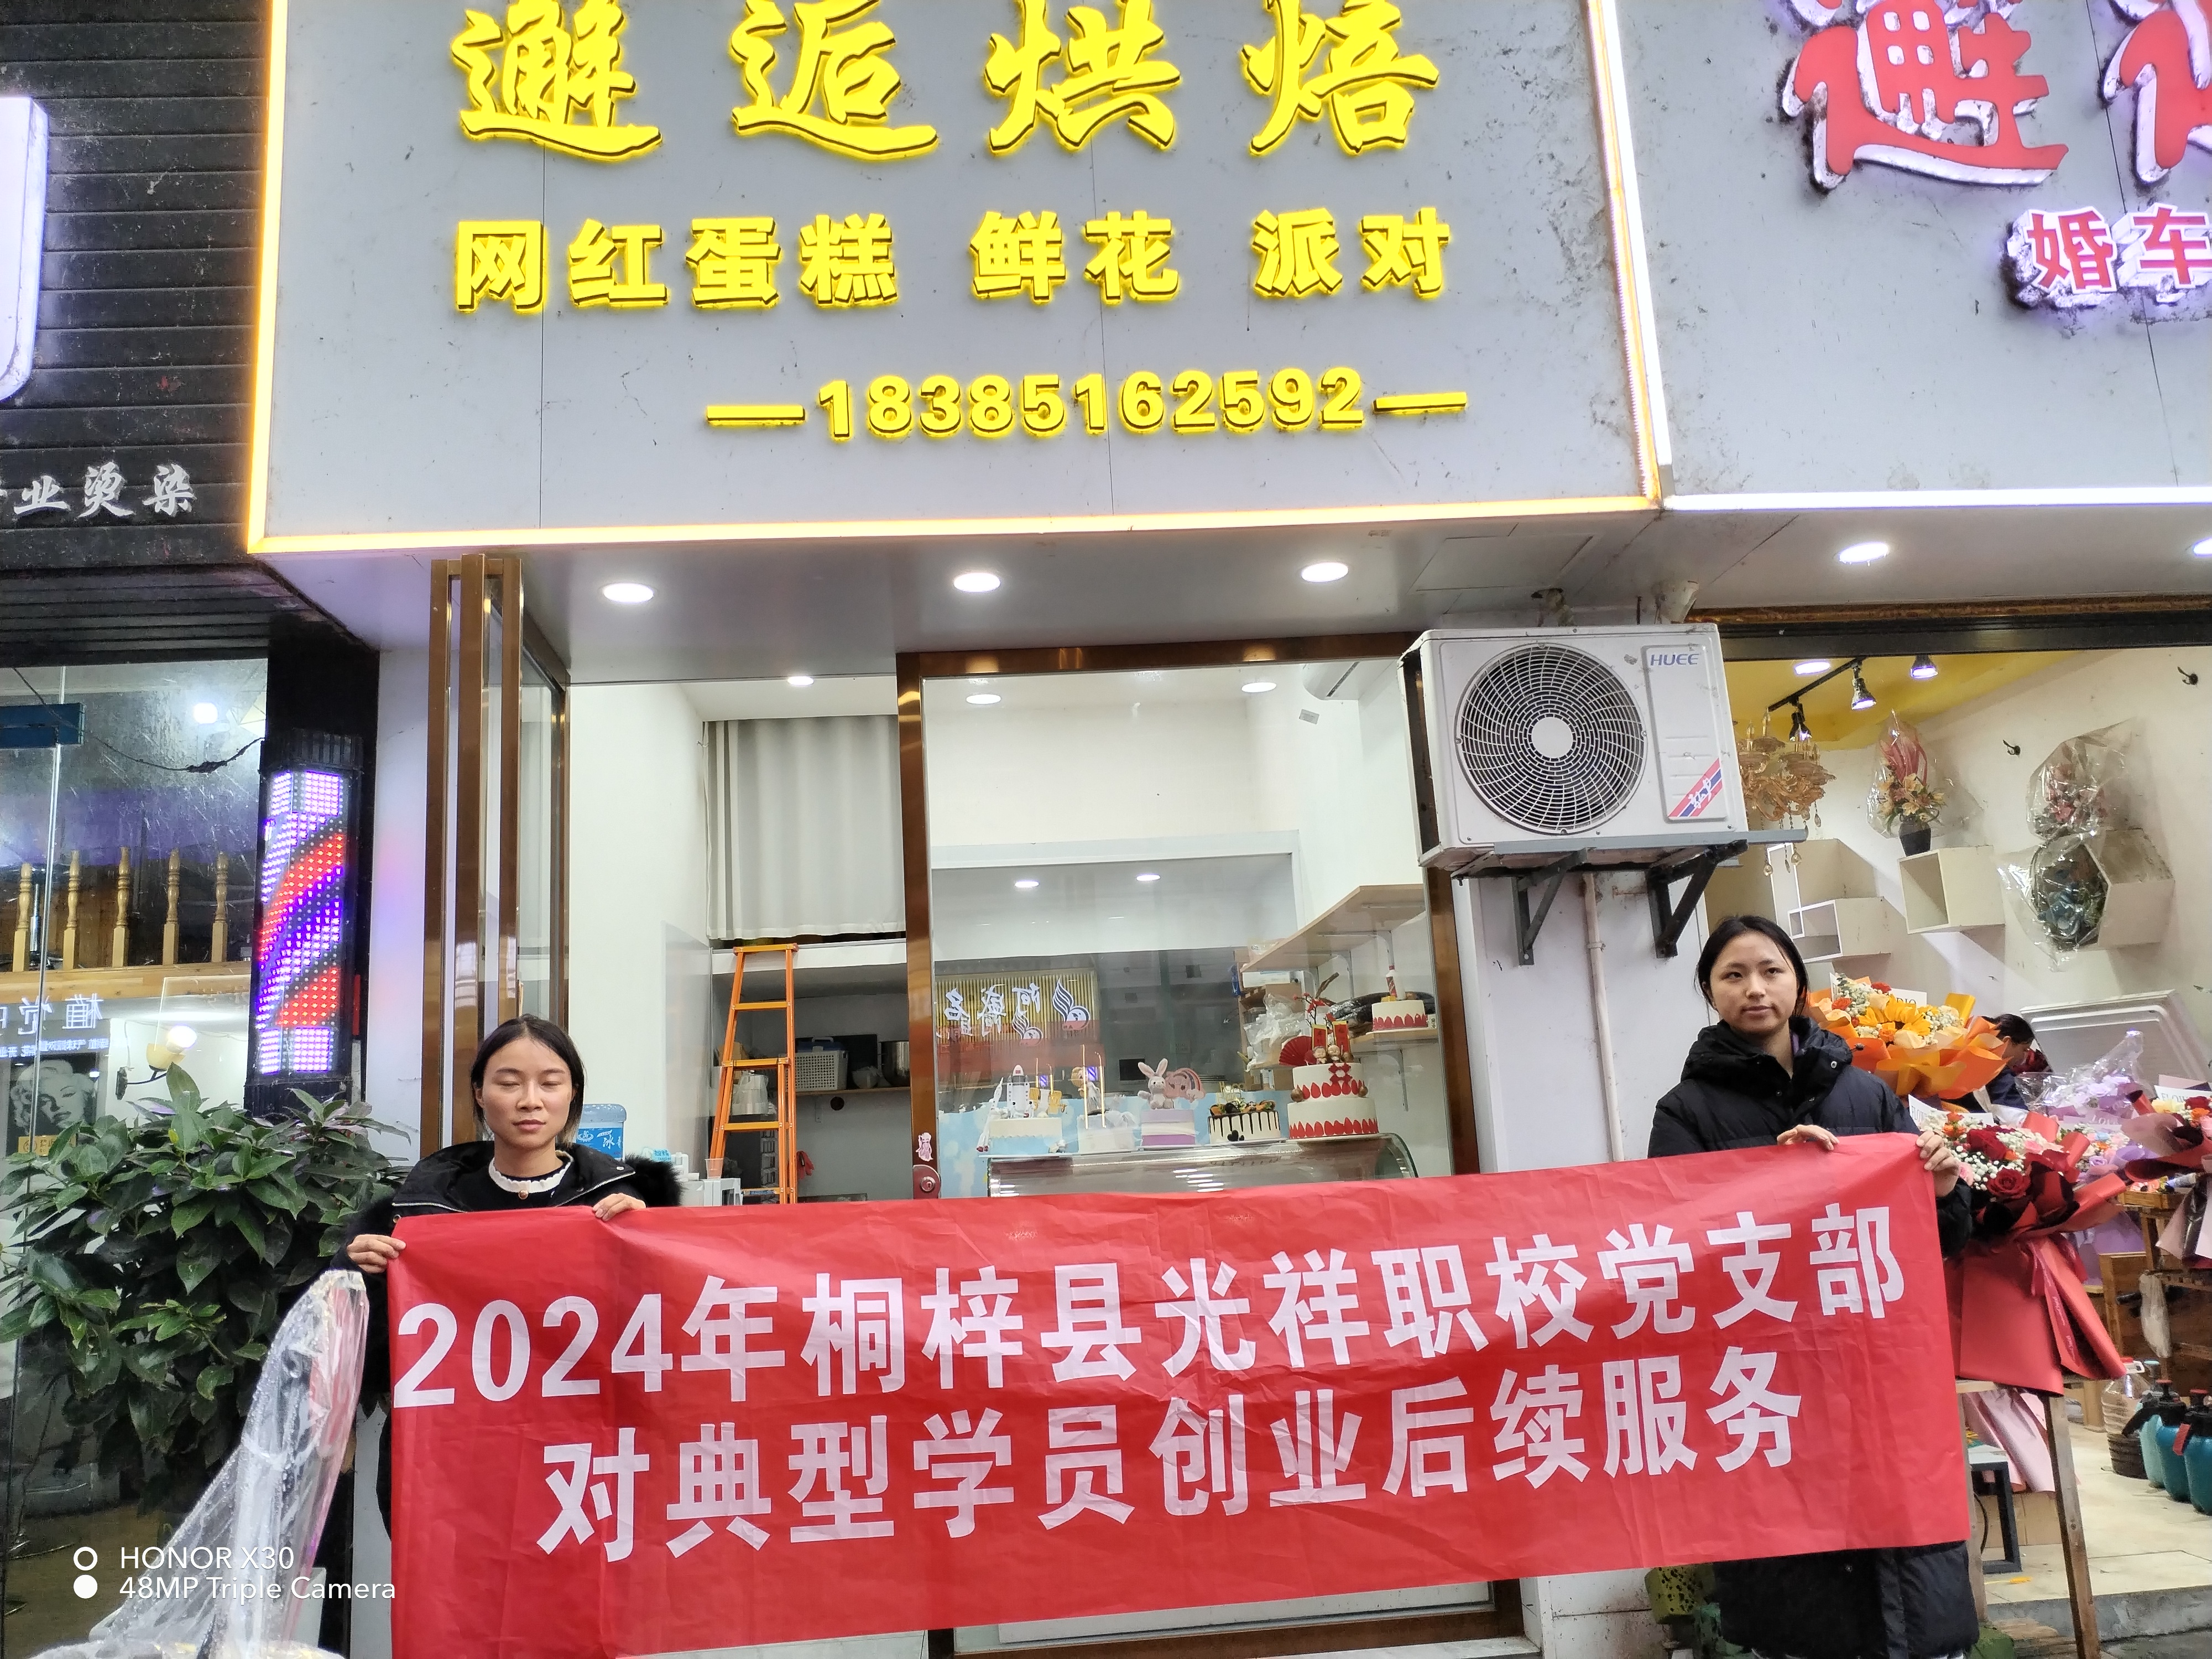 邂逅烘焙
网红蛋糕 鲜花 派对
—18385162592—
邂
婚车
业烫染
HUEE
2024年桐梓县光祥职校党支部
对典型学员创业后续服务
HONOR X30
48MP Triple Camera